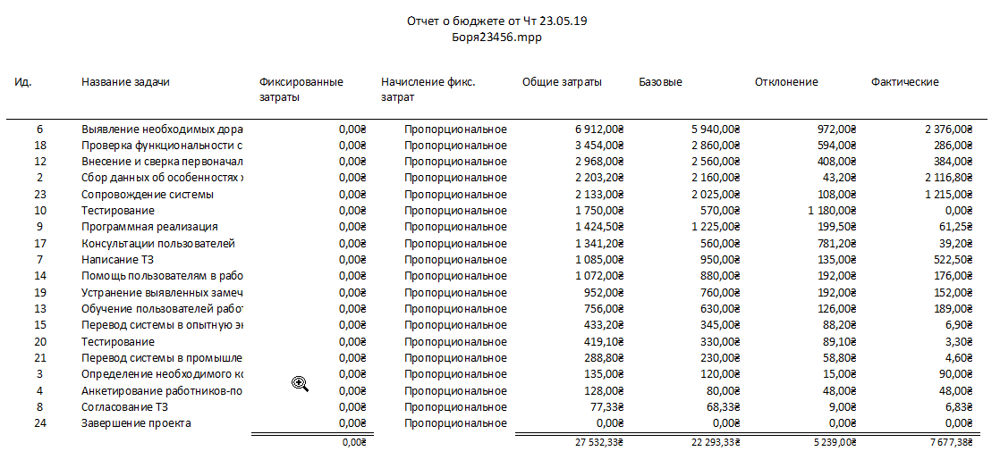 Отчет о бюджете от Чт 23.05.19
Боря23456.mpp
Ид. Название задачи Фиксированные затраты Начисление фикс. затрат Общие затраты Базовые Отклонение Фактические
6 Выявление необходимых дора 0,00₴ Пропорциональное 6 912,00₴ 5 940,00₴ 972,00₴ 2 376,00₴
18 Проверка функциональности с 0,00₴ Пропорциональное 3 454,00₴ 2 860,00₴ 594,00₴ 286,00₴
12 Внесение и сверка первоначал 0,00₴ Пропорциональное 2 968,00₴ 2 560,00₴ 408,00₴ 384,00₴
2 Сбор данных об особенностях х 0,00₴ Пропорциональное 2 203,20₴ 2 160,00₴ 43,20₴ 2 116,80₴
23 Сопровождение системы 0,00₴ Пропорциональное 2 133,00₴ 2 025,00₴ 108,00₴ 1 215,00₴
10 Тестирование 0,00₴ Пропорциональное 1 750,00₴ 570,00₴ 1 180,00₴ 0,00₴
9 Программная реализация 0,00₴ Пропорциональное 1 424,50₴ 1 225,00₴ 199,50₴ 61,25₴
17 Консультации пользователей 0,00₴ Пропорциональное 1 341,20₴ 560,00₴ 781,20₴ 39,20₴
7 Написание ТЗ 0,00₴ Пропорциональное 1 085,00₴ 950,00₴ 135,00₴ 522,50₴
14 Помощь пользователям в рабо 0,00₴ Пропорциональное 1 072,00₴ 880,00₴ 192,00₴ 176,00₴
19 Устранение выявленных замеч 0,00₴ Пропорциональное 952,00₴ 760,00₴ 192,00₴ 152,00₴
13 Обучение пользователей работ 0,00₴ Пропорциональное 756,00₴ 630,00₴ 126,00₴ 189,00₴
15 Перевод системы в опытную эк 0,00₴ Пропорциональное 433,20₴ 345,00₴ 88,20₴ 6,90₴
20 Тестирование 0,00₴ Пропорциональное 419,10₴ 330,00₴ 89,10₴ 3,30₴
21 Перевод системы в промышле 0,00₴ Пропорциональное 288,80₴ 230,00₴ 58,80₴ 4,60₴
3 Определение необходимого кс 0,00₴ Пропорциональное 135,00₴ 120,00₴ 15,00₴ 90,00₴
4 Анкетирование работников-по 0,00₴ Пропорциональное 128,00₴ 80,00₴ 48,00₴ 48,00₴
8 Согласование ТЗ 0,00₴ Пропорциональное 77,33₴ 68,33₴ 9,00₴ 6,83₴
24 Завершение проекта 0,00₴ Пропорциональное 0,00₴ 0,00₴ 0,00₴ 0,00₴
0,00₴ 27 532,33₴ 22 293,33₴ 5 239,00₴ 7 677,38₴